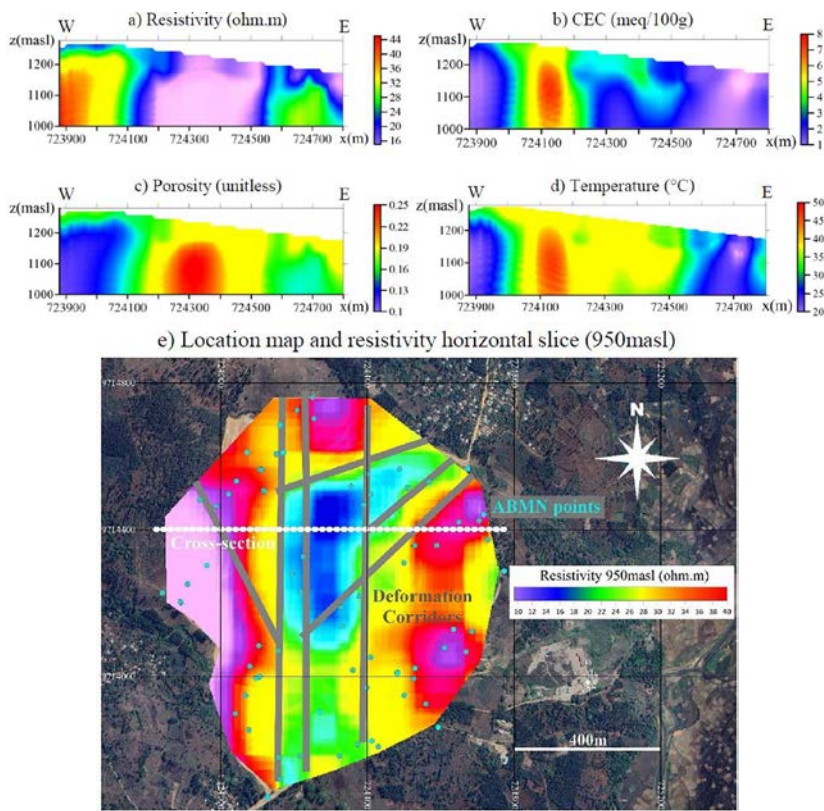 a) Resistivity (ohm.m)
W E
z(masl)
1200
1100
1000
723900 724100 724300 724500 724700 x(m)
44
40
36
32
28
24
20
16
b) CEC (meq/100g)
W E
z(masl)
1200
1100
1000
723900 724100 724300 724500 724700 x(m)
8
7
6
5
4
3
2
1
c) Porosity (unitless)
W E
z(masl)
1200
1100
1000
723900 724100 724300 724500 724700 x(m)
0.25
0.22
0.19
0.16
0.13
0.1
d) Temperature (°C)
W E
z(masl)
1200
1100
1000
723900 724100 724300 724500 724700 x(m)
50
45
40
35
30
25
20
e) Location map and resistivity horizontal slice (950masl)
9714800
N
ABMN points
9714400
Cross-section
Resistivity 950masl (ohm.m)
10 14 16 18 20 22 24 26 28 30 32 34 36 38 40
Deformation
Corridors
9714000
400m